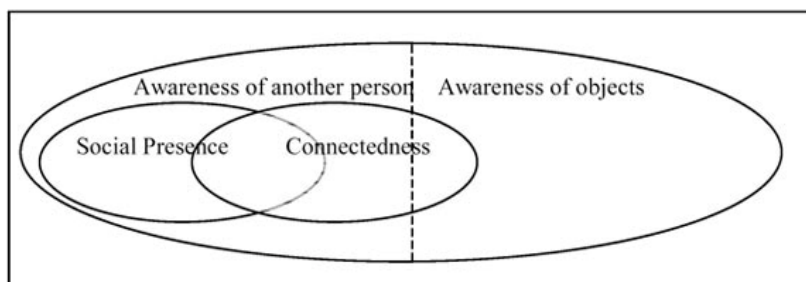 Awareness of another person
Awareness of objects
Social Presence
Connectedness